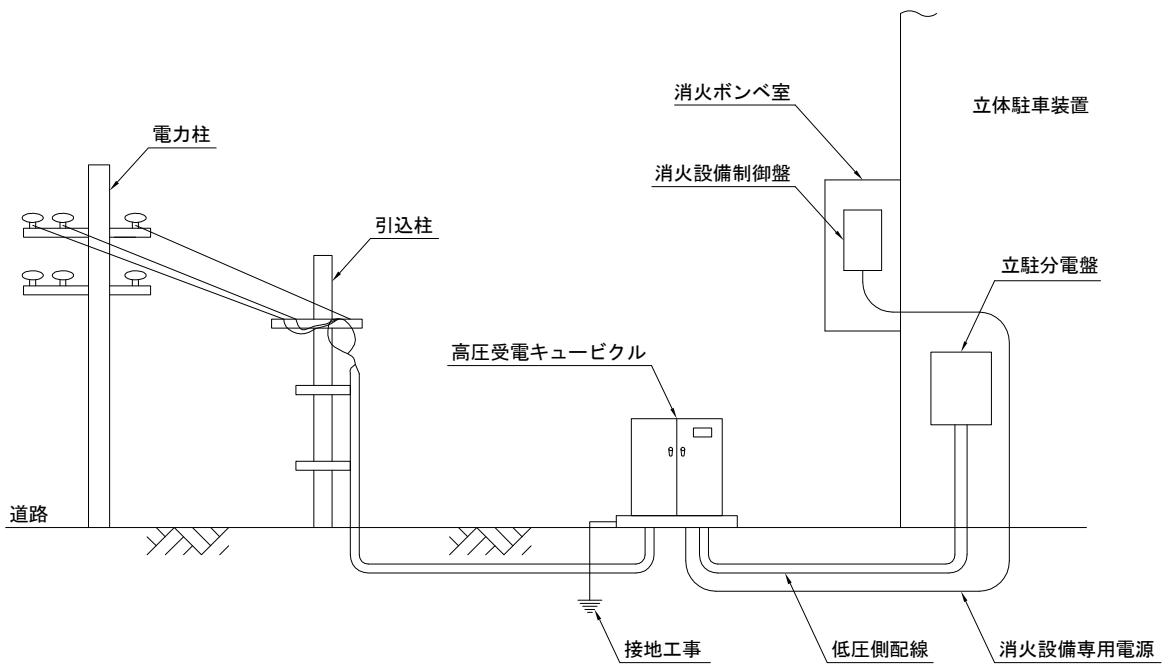 消火ボンベ室
立体駐車装置
電力柱
消火設備制御盤
引込柱
立駐分電盤
高圧受電キュービクル
道路
接地工事
低圧側配線
消火設備専用電源